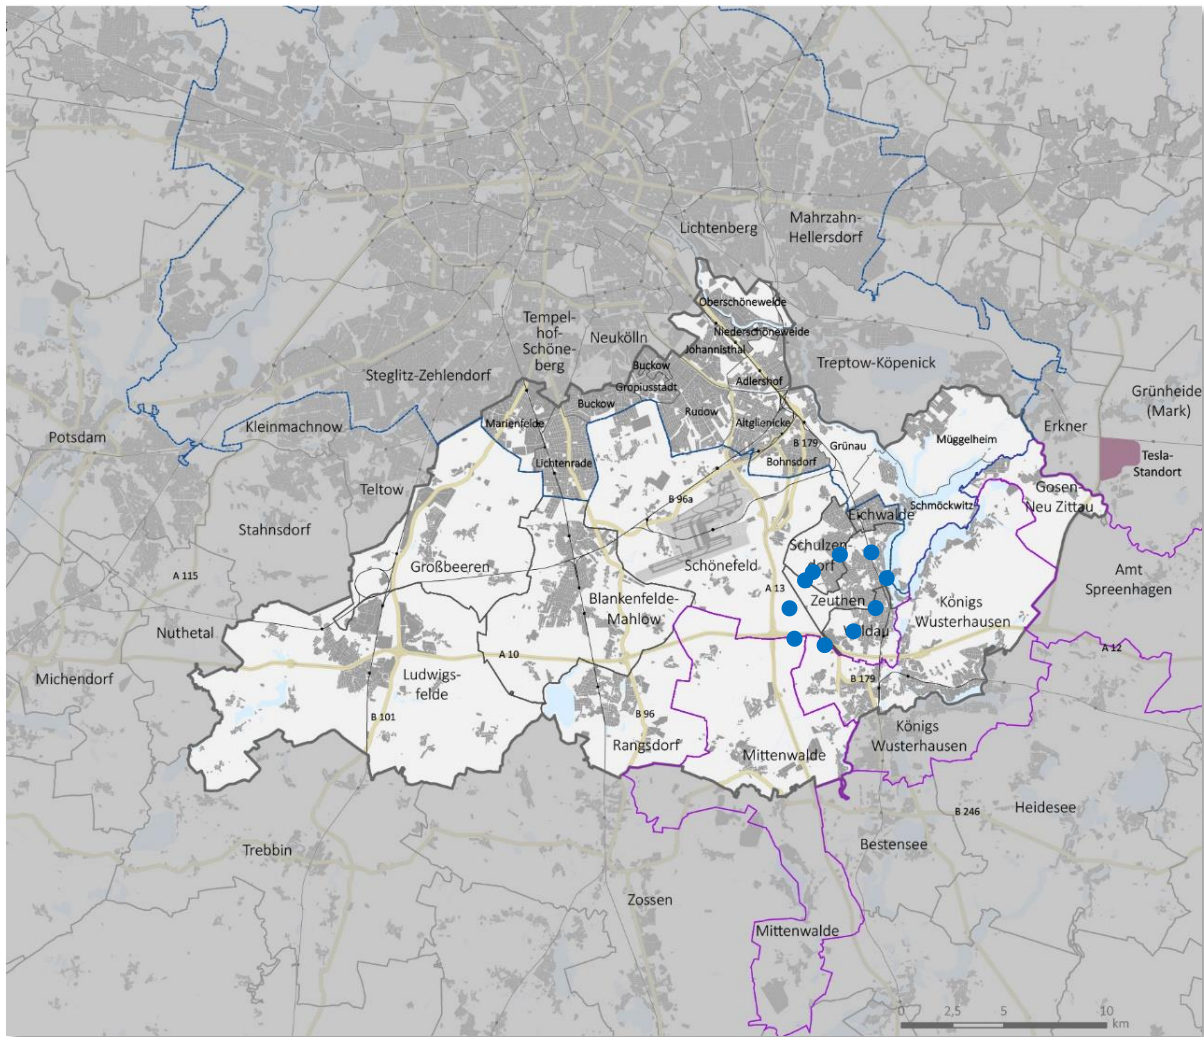 Lichtenberg
Mahrzahn-
Hellersdorf
Oberschöneweide
Niederschöneweide
Johannisthal
Tempel-
hof-
Schöne-
berg
Neukölln
Treptow-Köpenick
Steglitz-Zehlendorf
Buckow
Gropiusstadt
Adlershof
Grünheide
(Mark)
Buckow
Rudow
Altglienicke
Marienfelde
Kleinmachnow
Potsdam
Erkner
B 179
Grünau
Müggelheim
Tesla-
Standort
Lichtenrade
Bohnsdorf
Teltow
B 96a
Schmöckwitz
Gosen-
Neu Zittau
Eichwalde
Stahnsdorf
Schulzen-
dorf
Großbeeren
Schönefeld
Amt
Spreenhagen
A 115
A 13
Blankenfelde-
Mahlow
Zeuthen
Königs
Wusterhausen
Nuthetal
A 10
A 12
Michendorf
Ludwigs-
felde
B 179
B 101
B 96
Königs
Wusterhausen
Rangsdorf
Mittenwalde
Heidesee
B 246
Trebbin
Bestensee
Zossen
Mittenwalde
0 2,5 5 10
km